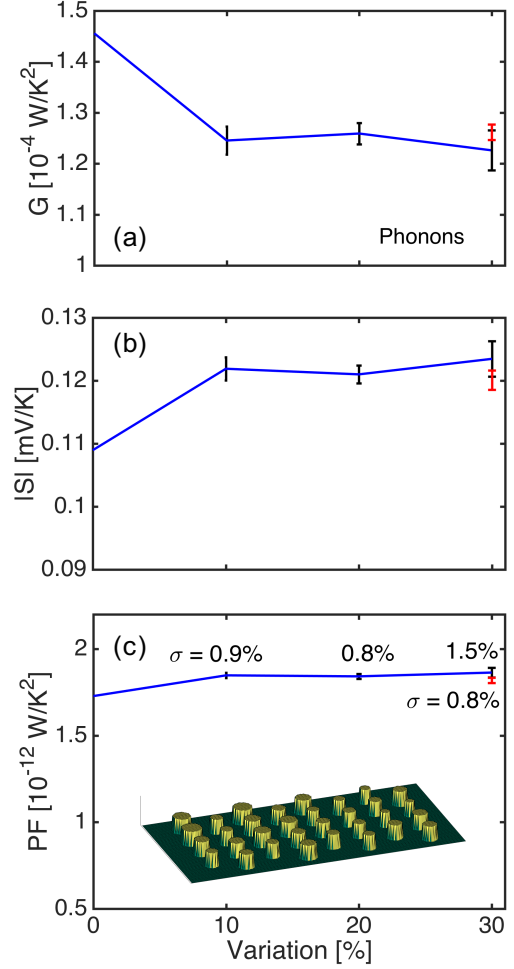 1.5
1.4
1.3
1.2
1.1
1
G [10⁻⁴ W/K²]
(a)
Phonons
0.13
0.12
0.11
0.1
0.09
|S| [mV/K]
(b)
2
1.5
1
0.5
PF [10⁻¹² W/K²]
(c)
σ = 0.9%
0.8%
1.5%
σ = 0.8%
0
10
20
30
Variation [%]